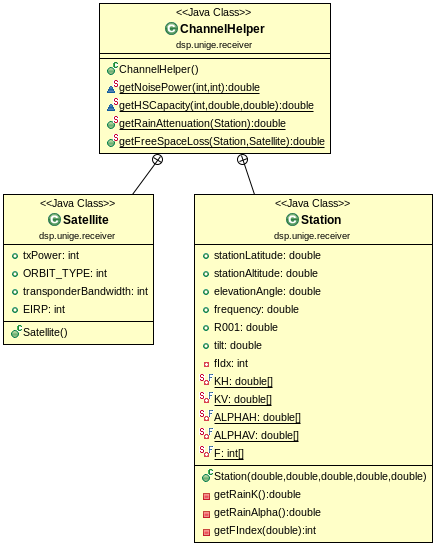 <<Java Class>>
ChannelHelper
dsp.unige.receiver
ChannelHelper()
getNoisePower(int,int):double
getHSCapacity(int,double,double):double
getRainAttenuation(Station):double
getFreeSpaceLoss(Station,Satellite):double
<<Java Class>>
Satellite
dsp.unige.receiver
txPower: int
ORBIT_TYPE: int
transponderBandwidth: int
EIRP: int
Satellite()
<<Java Class>>
Station
dsp.unige.receiver
stationLatitude: double
stationAltitude: double
elevationAngle: double
frequency: double
R001: double
tilt: double
fIdx: int
KH: double[]
KV: double[]
ALPHAH: double[]
ALPHAV: double[]
F: int[]
Station(double,double,double,double,double)
getRainK():double
getRainAlpha():double
getFIndex(double):int